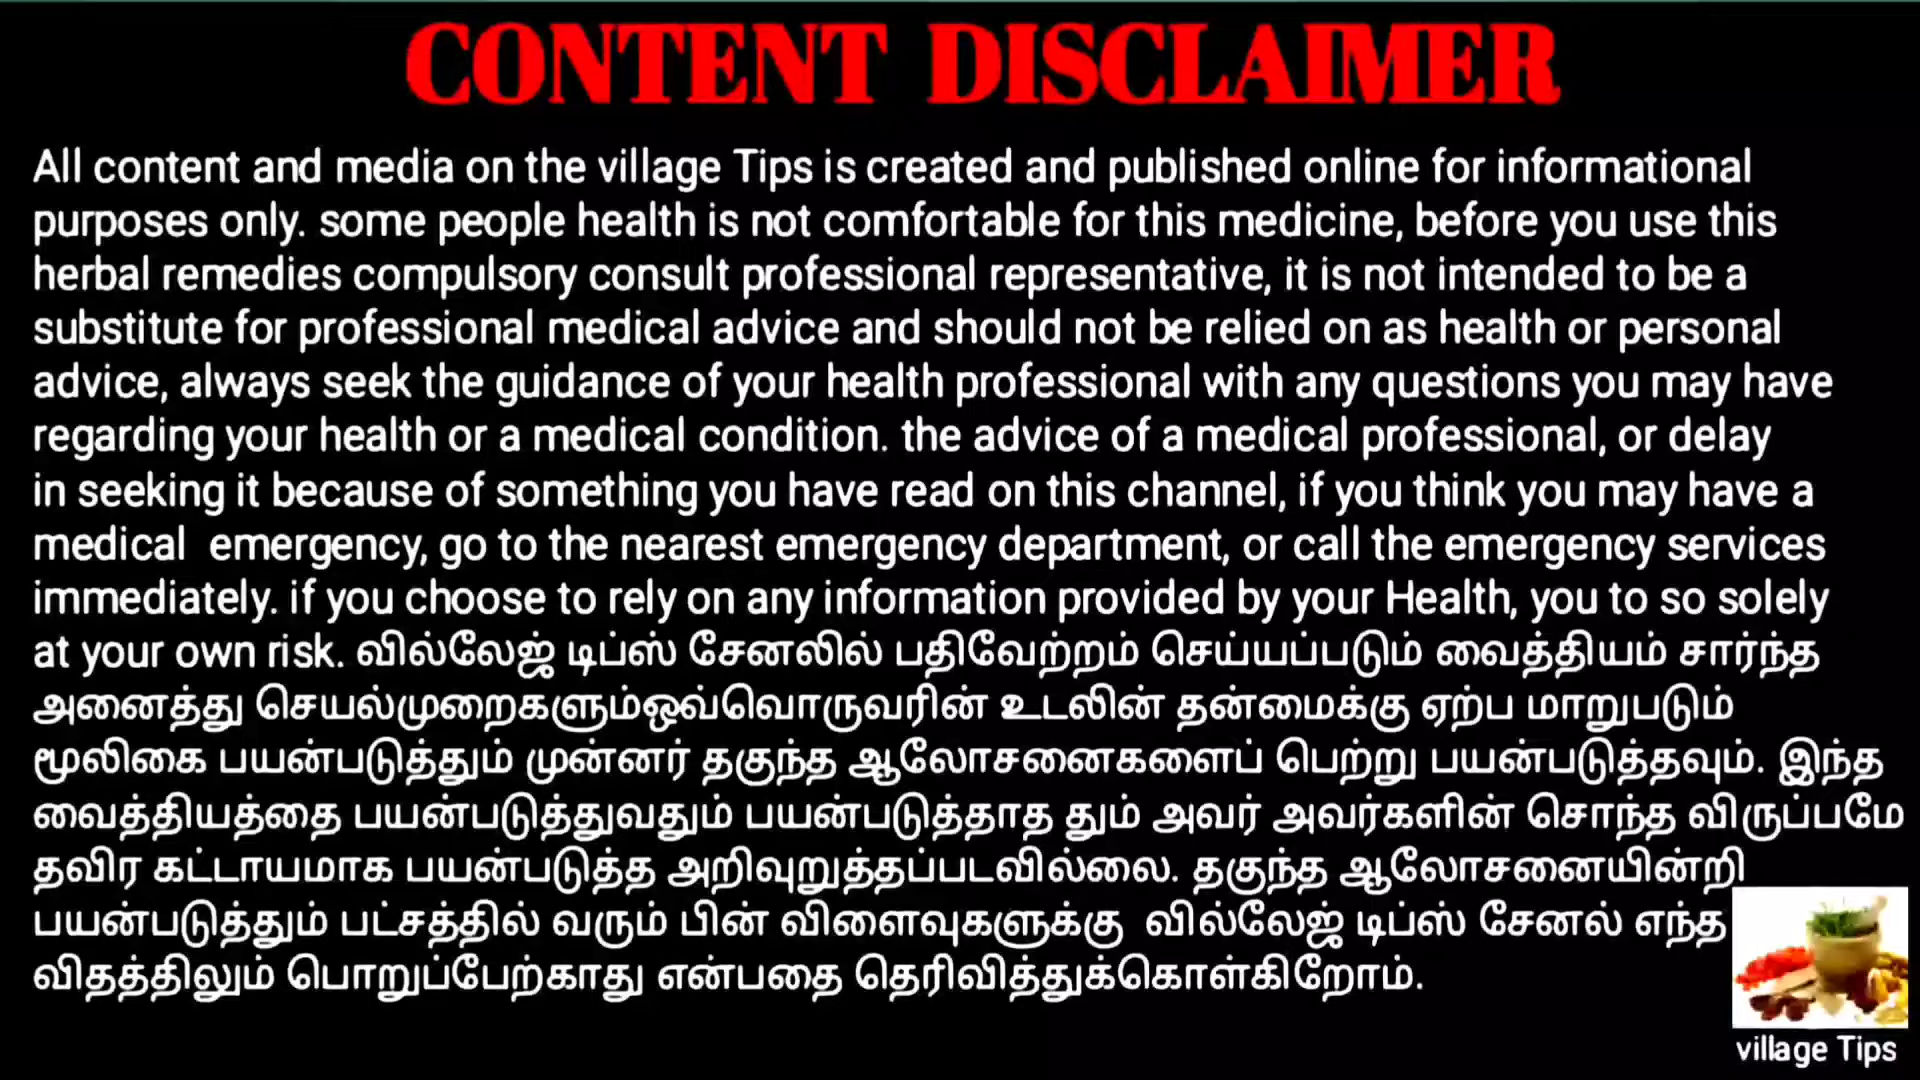 CONTENT DISCLAIMER
All content and media on the village Tips is created and published online for informational
purposes only. some people health is not comfortable for this medicine, before you use this
herbal remedies compulsory consult professional representative, it is not intended to be a
substitute for professional medical advice and should not be relied on as health or personal
advice, always seek the guidance of your health professional with any questions you may have
regarding your health or a medical condition. the advice of a medical professional, or delay
in seeking it because of something you have read on this channel, if you think you may have a
medical  emergency, go to the nearest emergency department, or call the emergency services
immediately. if you choose to rely on any information provided by your Health, you to so solely
at your own risk. வில்லேஜ் டிப்ஸ் சேனலில் பதிவேற்றம் செய்யப்படும் வைத்தியம் சார்ந்த
அனைத்து செயல்முறைகளும்ஒவ்வொருவரின் உடலின் தன்மைக்கு ஏற்ப மாறுபடும்
மூலிகை பயன்படுத்தும் முன்னர் தகுந்த ஆலோசனைகளைப் பெற்று பயன்படுத்தவும். இந்த
வைத்தியத்தை பயன்படுத்துவதும் பயன்படுத்தாத தும் அவர் அவர்களின் சொந்த விருப்பமே
தவிர கட்டாயமாக பயன்படுத்த அறிவுறுத்தப்படவில்லை. தகுந்த ஆலோசனையின்றி
பயன்படுத்தும் பட்சத்தில் வரும் பின் விளைவுகளுக்கு  வில்லேஜ் டிப்ஸ் சேனல் எந்த
விதத்திலும் பொறுப்பேற்காது என்பதை தெரிவித்துக்கொள்கிறோம்.
village Tips